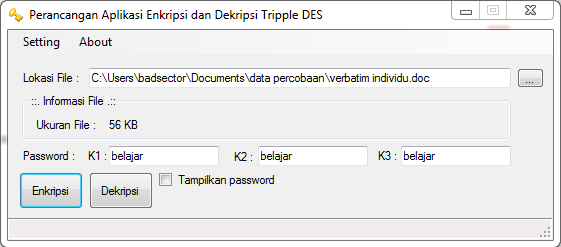 Perancangan Aplikasi Enkripsi dan Dekripsi Tripple DES
Setting About
Lokasi File : C:\Users\badsector\Documents\data percobaan\verbatim individu.doc ...
::. Informasi File .::
Ukuran File : 56 KB
Password : K1 : belajar K2 : belajar K3 : belajar
Enkripsi Dekripsi Tampilkan password